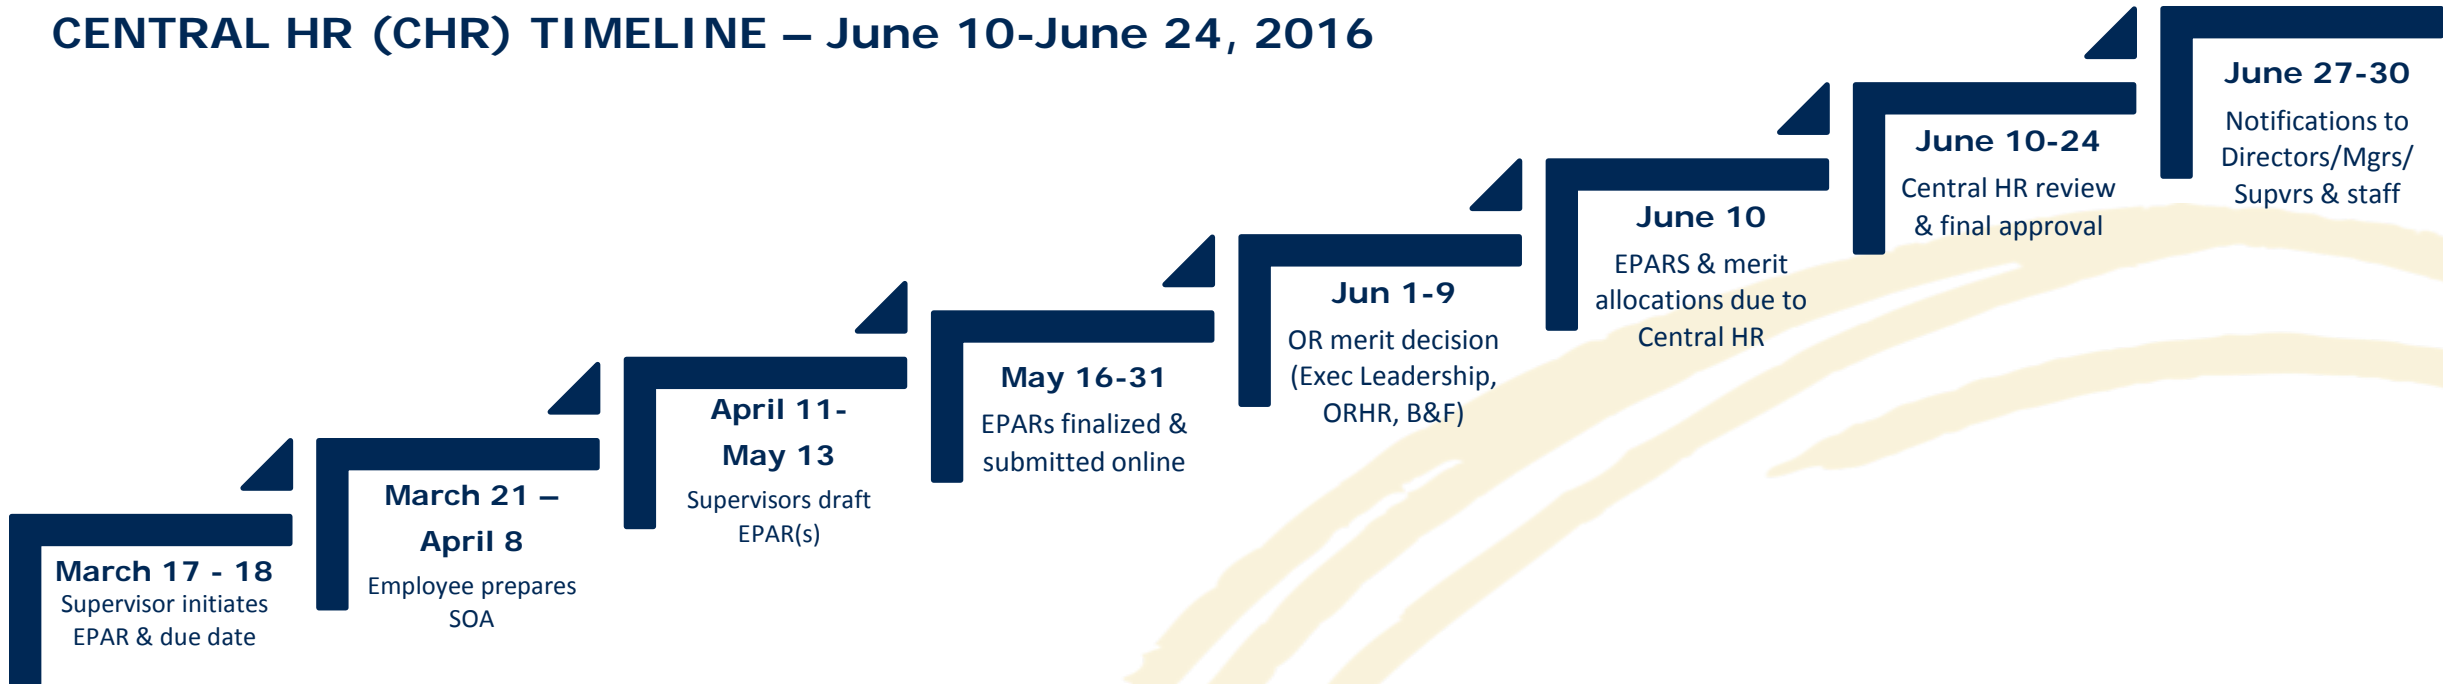 CENTRAL HR (CHR) TIMELINE – June 10-June 24, 2016
March 17 - 18
Supervisor initiates
EPAR & due date
March 21 –
April 8
Employee prepares
SOA
April 11-
May 13
Supervisors draft
EPAR(s)
May 16-31
EPARs finalized &
submitted online
Jun 1-9
OR merit decision
(Exec Leadership,
ORHR, B&F)
June 10
EPARS & merit
allocations due to
Central HR
June 10-24
Central HR review
& final approval
June 27-30
Notifications to
Directors/Mgrs/
Supvrs & staff